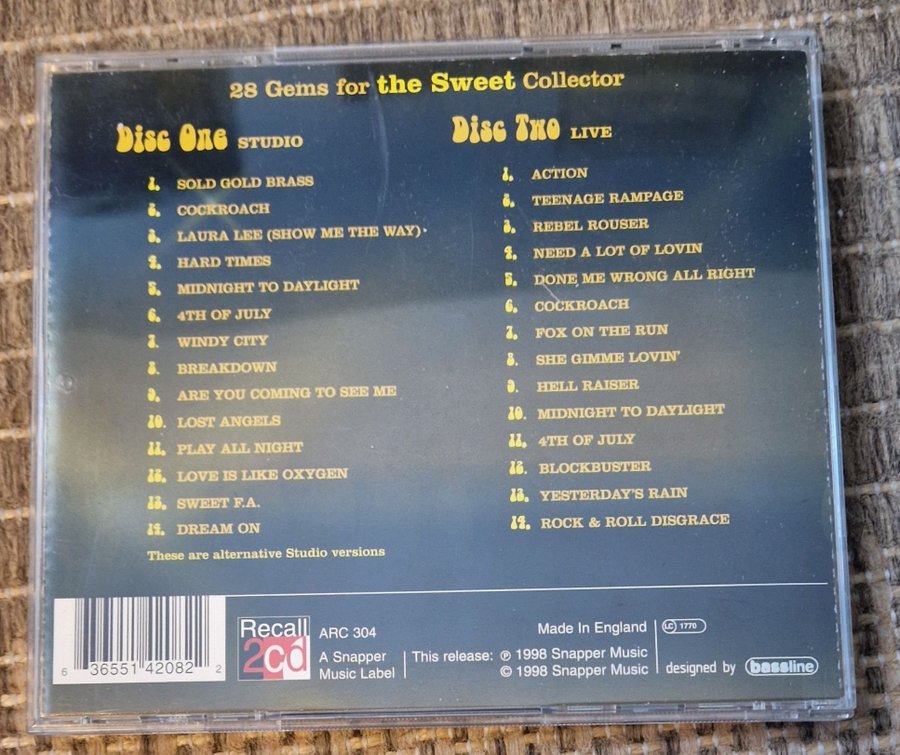 28 Gems for the Sweet Collector
Disc One STUDIO
1. SOLD GOLD BRASS
2. COCKROACH
3. LAURA LEE (SHOW ME THE WAY)
4. HARD TIMES
5. MIDNIGHT TO DAYLIGHT
6. 4TH OF JULY
7. WINDY CITY
8. BREAKDOWN
9. ARE YOU COMING TO SEE ME
10. LOST ANGELS
11. PLAY ALL NIGHT
12. LOVE IS LIKE OXYGEN
13. SWEET F.A.
14. DREAM ON
These are alternative Studio versions
Disc Two LIVE
1. ACTION
2. TEENAGE RAMPAGE
3. REBEL ROUSER
4. NEED A LOT OF LOVIN
5. DONE ME WRONG ALL RIGHT
6. COCKROACH
7. FOX ON THE RUN
8. SHE GIMME LOVIN'
9. HELL RAISER
10. MIDNIGHT TO DAYLIGHT
11. 4TH OF JULY
12. BLOCKBUSTER
13. YESTERDAY'S RAIN
14. ROCK & ROLL DISGRACE
6 36551 42082 2
Recall
2cd
ARC 304
A Snapper
Music Label
This release:
Made In England
℗ 1998 Snapper Music
© 1998 Snapper Music
LC 1770
designed by bassline